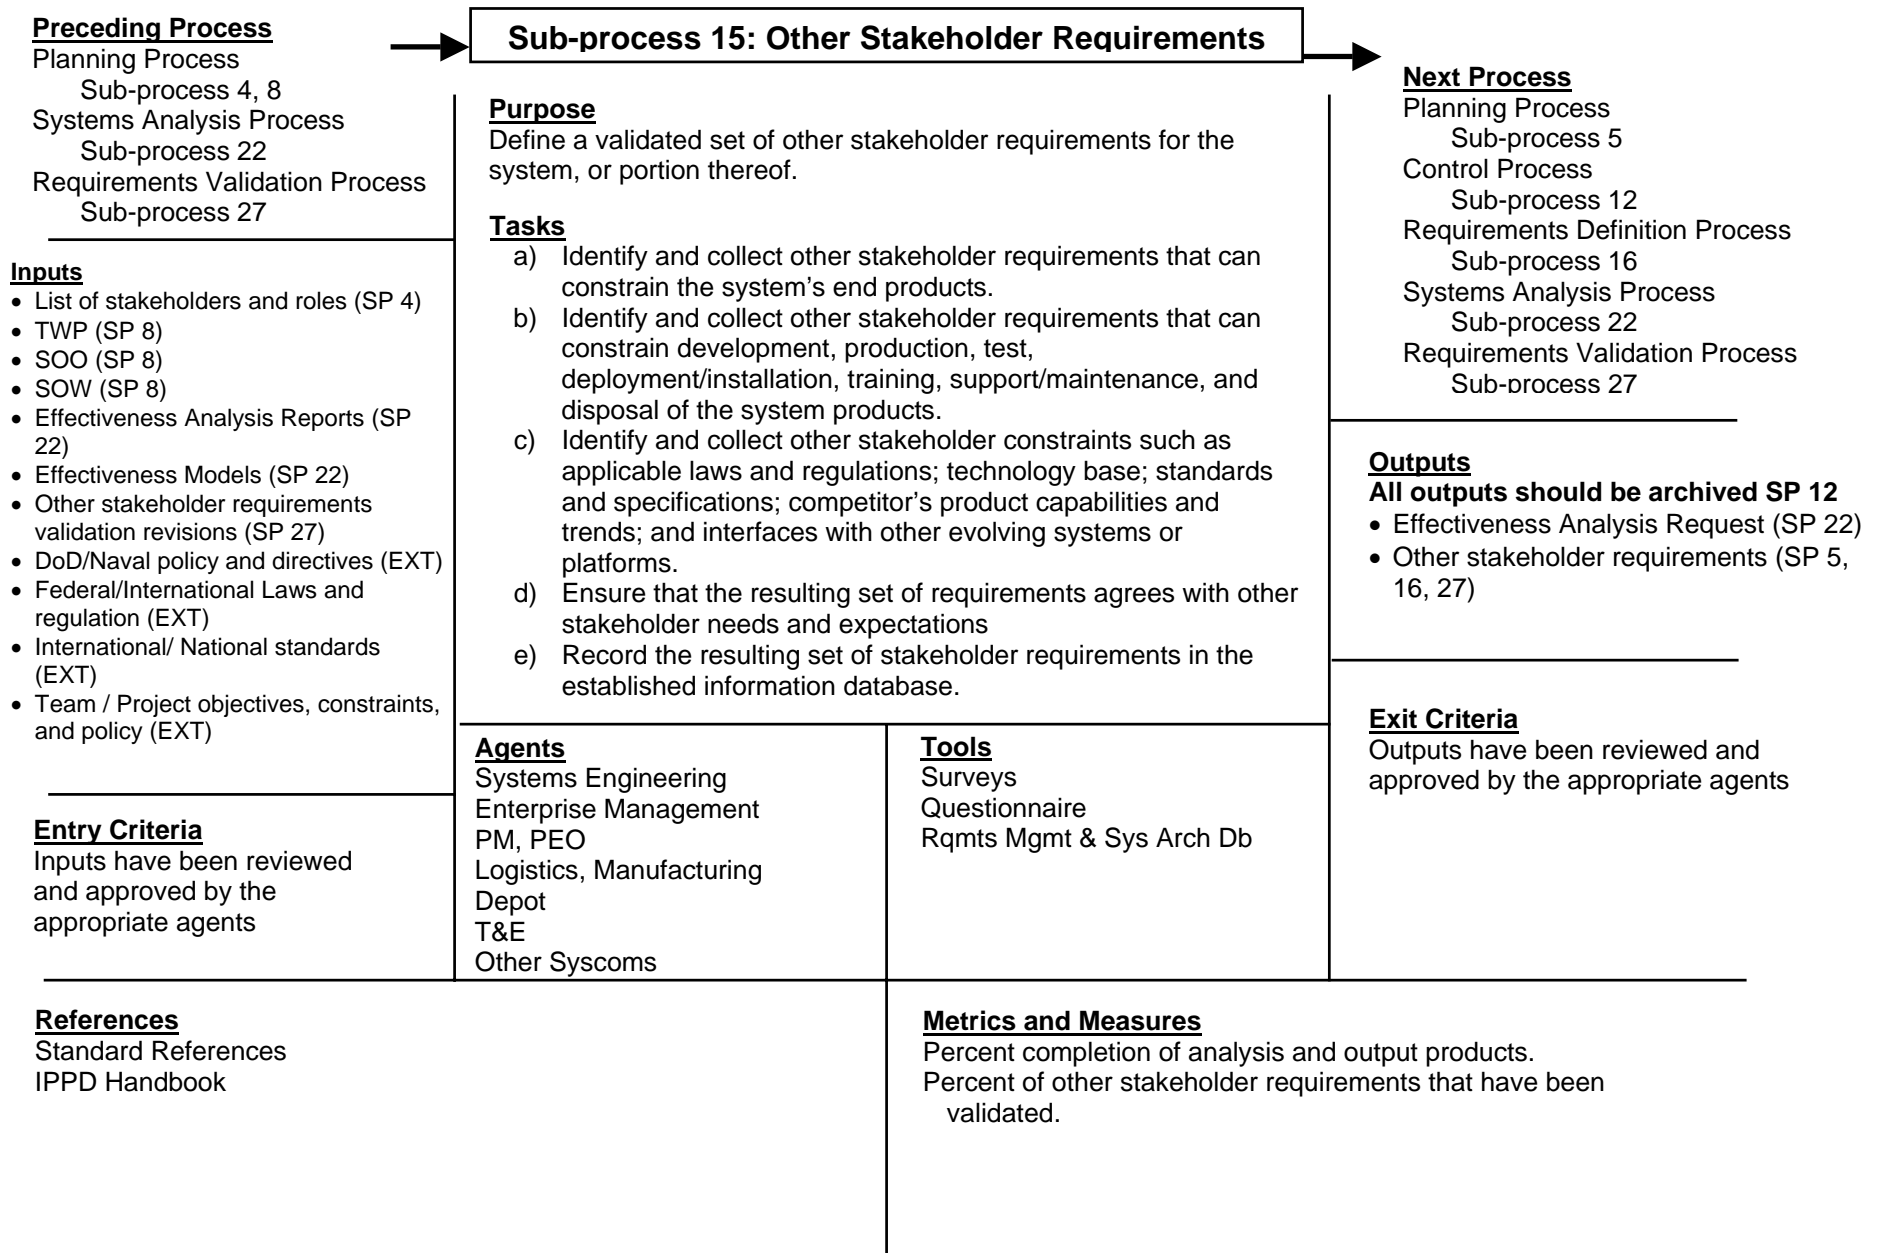 Preceding Process
Planning Process
Sub-process 4, 8
Systems Analysis Process
Sub-process 22
Requirements Validation Process
Sub-process 27
Sub-process 15: Other Stakeholder Requirements
Next Process
Planning Process
Sub-process 5
Control Process
Sub-process 12
Requirements Definition Process
Sub-process 16
Systems Analysis Process
Sub-process 22
Requirements Validation Process
Sub-process 27
Inputs
• List of stakeholders and roles (SP 4)
• TWP (SP 8)
• SOO (SP 8)
• SOW (SP 8)
• Effectiveness Analysis Reports (SP
22)
• Effectiveness Models (SP 22)
• Other stakeholder requirements
validation revisions (SP 27)
• DoD/Naval policy and directives (EXT)
• Federal/International Laws and
regulation (EXT)
• International/ National standards
(EXT)
• Team / Project objectives, constraints,
and policy (EXT)
Purpose
Define a validated set of other stakeholder requirements for the
system, or portion thereof.
Tasks
a) Identify and collect other stakeholder requirements that can
constrain the system's end products.
b) Identify and collect other stakeholder requirements that can
constrain development, production, test,
deployment/installation, training, support/maintenance, and
disposal of the system products.
c) Identify and collect other stakeholder constraints such as
applicable laws and regulations; technology base; standards
and specifications; competitor's product capabilities and
trends; and interfaces with other evolving systems or
platforms.
d) Ensure that the resulting set of requirements agrees with other
stakeholder needs and expectations
e) Record the resulting set of stakeholder requirements in the
established information database.
Outputs
All outputs should be archived SP 12
• Effectiveness Analysis Request (SP 22)
• Other stakeholder requirements (SP 5,
16, 27)
Entry Criteria
Inputs have been reviewed
and approved by the
appropriate agents
Agents
Systems Engineering
Enterprise Management
PM, PEO
Logistics, Manufacturing
Depot
T&E
Other Syscoms
Tools
Surveys
Questionnaire
Rqmts Mgmt & Sys Arch Db
Exit Criteria
Outputs have been reviewed and
approved by the appropriate agents
References
Standard References
IPPD Handbook
Metrics and Measures
Percent completion of analysis and output products.
Percent of other stakeholder requirements that have been
validated.